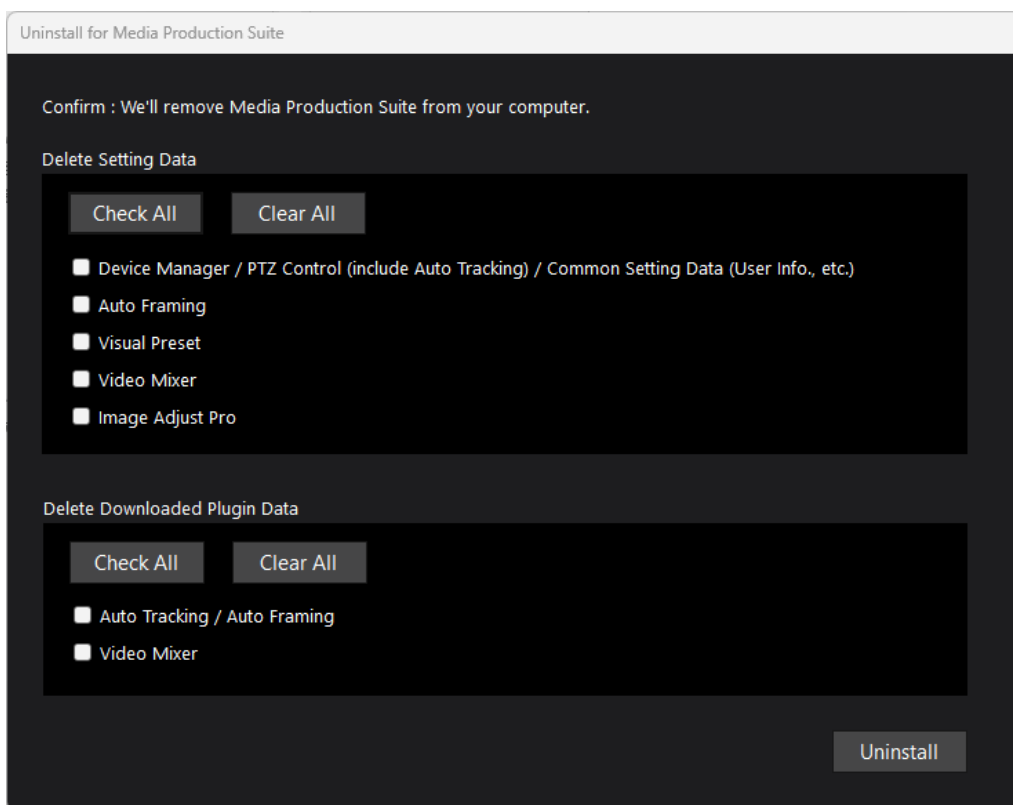 Uninstall for Media Production Suite
Confirm : We'll remove Media Production Suite from your computer.
Delete Setting Data
Check All Clear All
Device Manager / PTZ Control (include Auto Tracking) / Common Setting Data (User Info., etc.)
Auto Framing
Visual Preset
Video Mixer
Image Adjust Pro
Delete Downloaded Plugin Data
Check All Clear All
Auto Tracking / Auto Framing
Video Mixer
Uninstall